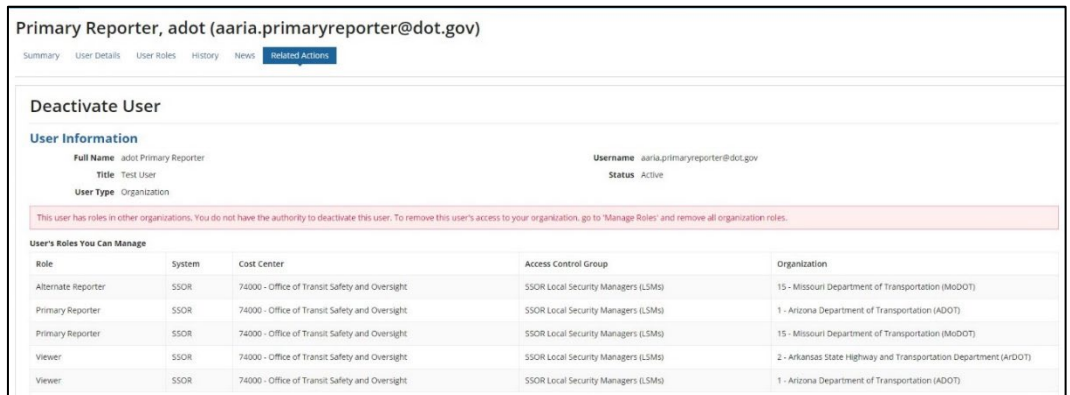 Primary Reporter, adot (aaria.primaryreporter@dot.gov)
Summary User Details User Roles History News Related Actions
Deactivate User
User Information
Full Name adot Primary Reporter Username aaria.primaryreporter@dot.gov
Title Test User Status Active
User Type Organization
This user has roles in other organizations. You do not have the authority to deactivate this user. To remove this user's access to your organization, go to 'Manage Roles' and remove all organization roles.
User's Roles You Can Manage
Role System Cost Center Access Control Group Organization
Alternate Reporter SSOR 74000 - Office of Transit Safety and Oversight SSOR Local Security Managers (LSMs) 15 - Missouri Department of Transportation (MoDOT)
Primary Reporter SSOR 74000 - Office of Transit Safety and Oversight SSOR Local Security Managers (LSMs) 1 - Arizona Department of Transportation (ADOT)
Primary Reporter SSOR 74000 - Office of Transit Safety and Oversight SSOR Local Security Managers (LSMs) 15 - Missouri Department of Transportation (MoDOT)
Viewer SSOR 74000 - Office of Transit Safety and Oversight SSOR Local Security Managers (LSMs) 2 - Arkansas State Highway and Transportation Department (ArDOT)
Viewer SSOR 74000 - Office of Transit Safety and Oversight SSOR Local Security Managers (LSMs) 1 - Arizona Department of Transportation (ADOT)